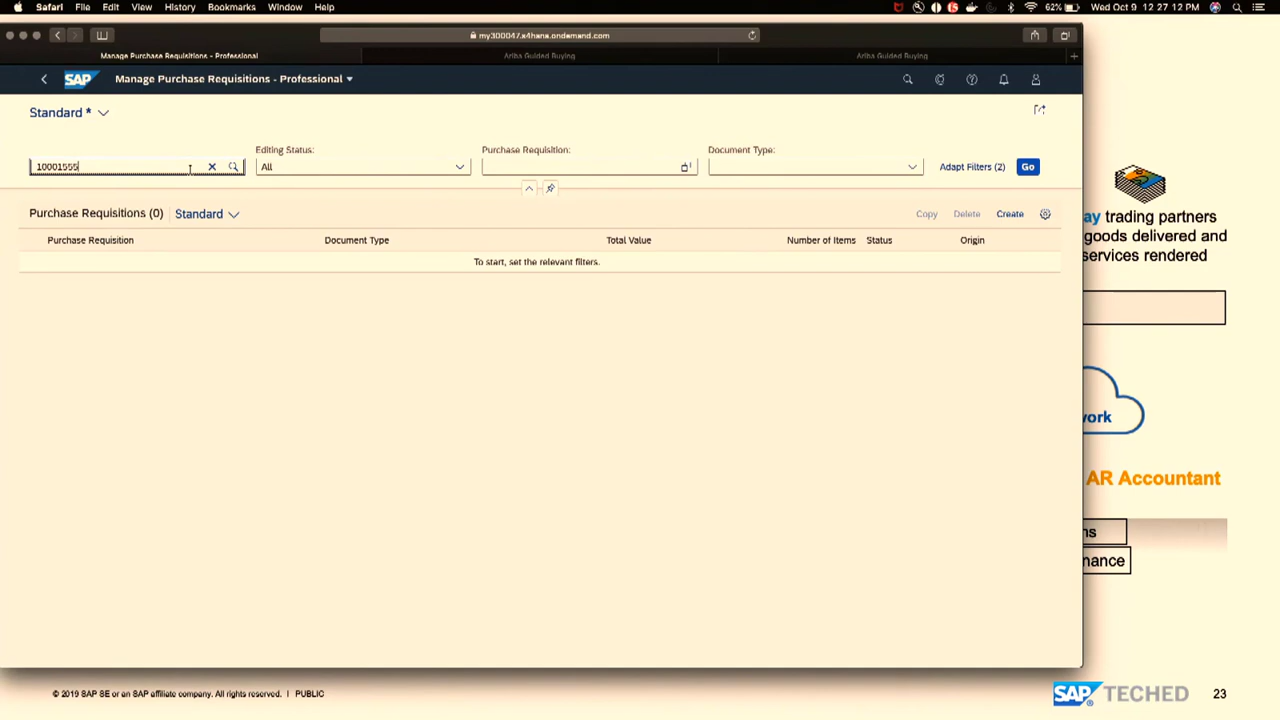 Safari File Edit View History Bookmarks Window Help 62% Wed Oct 9 12 27 12 PM
my300047.s4hana.ondemand.com
Manage Purchase Requisitions - Professional Ariba Guided Buying Ariba Guided Buying
SAP Manage Purchase Requisitions - Professional
Standard *
Editing Status: Purchase Requisition: Document Type:
10001555 All Adapt Filters (2) Go
Purchase Requisitions (0) Standard Copy Delete Create
Purchase Requisition Document Type Total Value Number of Items Status Origin
To start, set the relevant filters.
ay trading partners
goods delivered and
services rendered
work
AR Accountant
ns
nance
© 2019 SAP SE or an SAP affiliate company. All rights reserved. | PUBLIC SAP TECHED 23